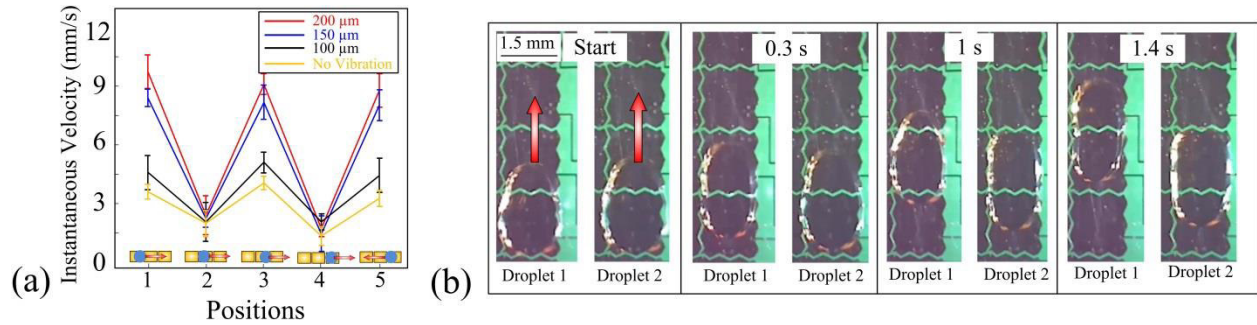 (a)
Instantaneous Velocity (mm/s)
12
9
6
3
0
200 µm
150 µm
100 µm
No Vibration
1 2 3 4 5
Positions
(b)
1.5 mm
Start
0.3 s
1 s
1.4 s
Droplet 1 Droplet 2 Droplet 1 Droplet 2 Droplet 1 Droplet 2 Droplet 1 Droplet 2